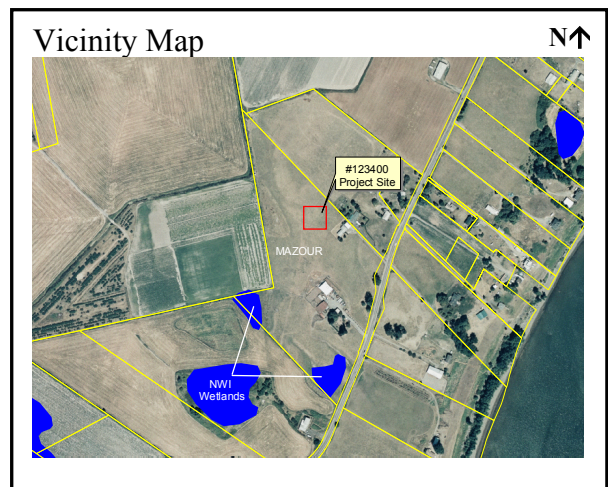 Vicinity Map
N↑
#123400
Project Site
MAZOUR
NWI
Wetlands